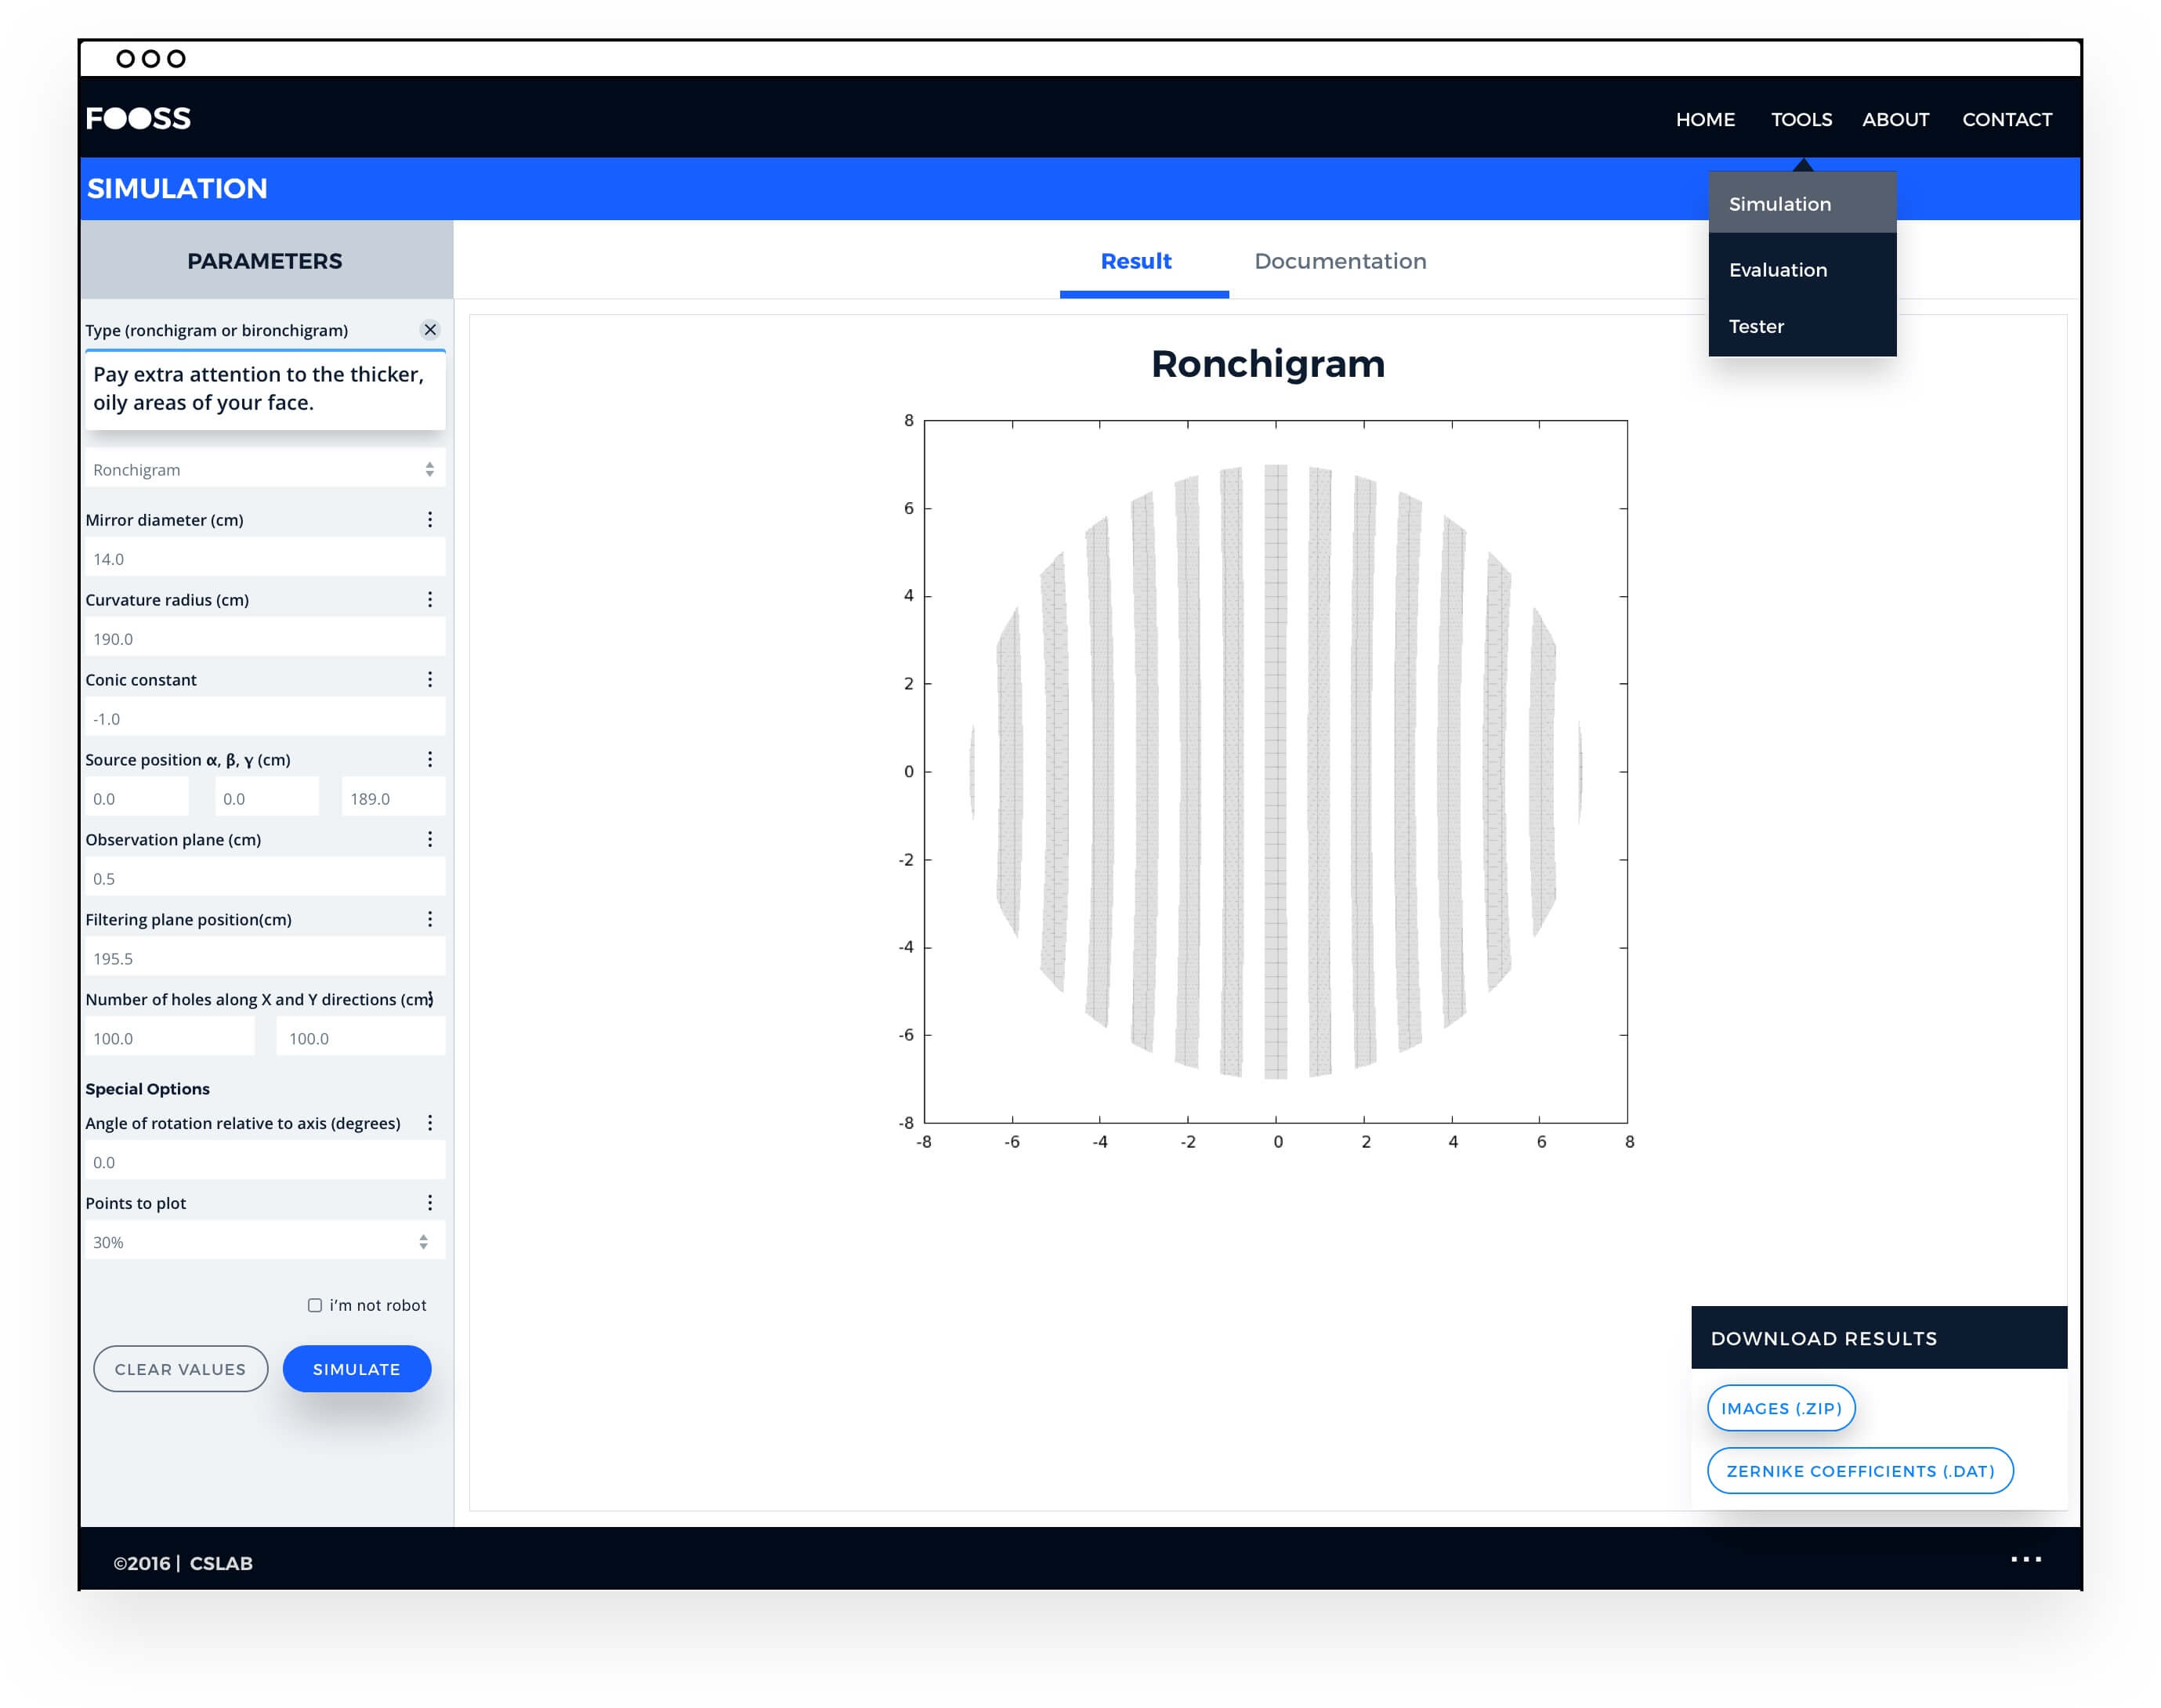 FOOSS
HOME TOOLS ABOUT CONTACT
SIMULATION
Simulation
Evaluation
Tester
PARAMETERS
Result Documentation
Type (ronchigram or bironchigram)
Pay extra attention to the thicker,
oily areas of your face.
Ronchigram
Mirror diameter (cm)
14.0
Curvature radius (cm)
190.0
Conic constant
-1.0
Source position α, β, γ (cm)
0.0 0.0 189.0
Observation plane (cm)
0.5
Filtering plane position(cm)
195.5
Number of holes along X and Y directions (cm)
100.0 100.0
Special Options
Angle of rotation relative to axis (degrees)
0.0
Points to plot
30%
i'm not robot
CLEAR VALUES SIMULATE
Ronchigram
8
6
4
2
0
-2
-4
-6
-8
-8 -6 -4 -2 0 2 4 6 8
DOWNLOAD RESULTS
IMAGES (.ZIP)
ZERNIKE COEFFICIENTS (.DAT)
©2016 | CSLAB